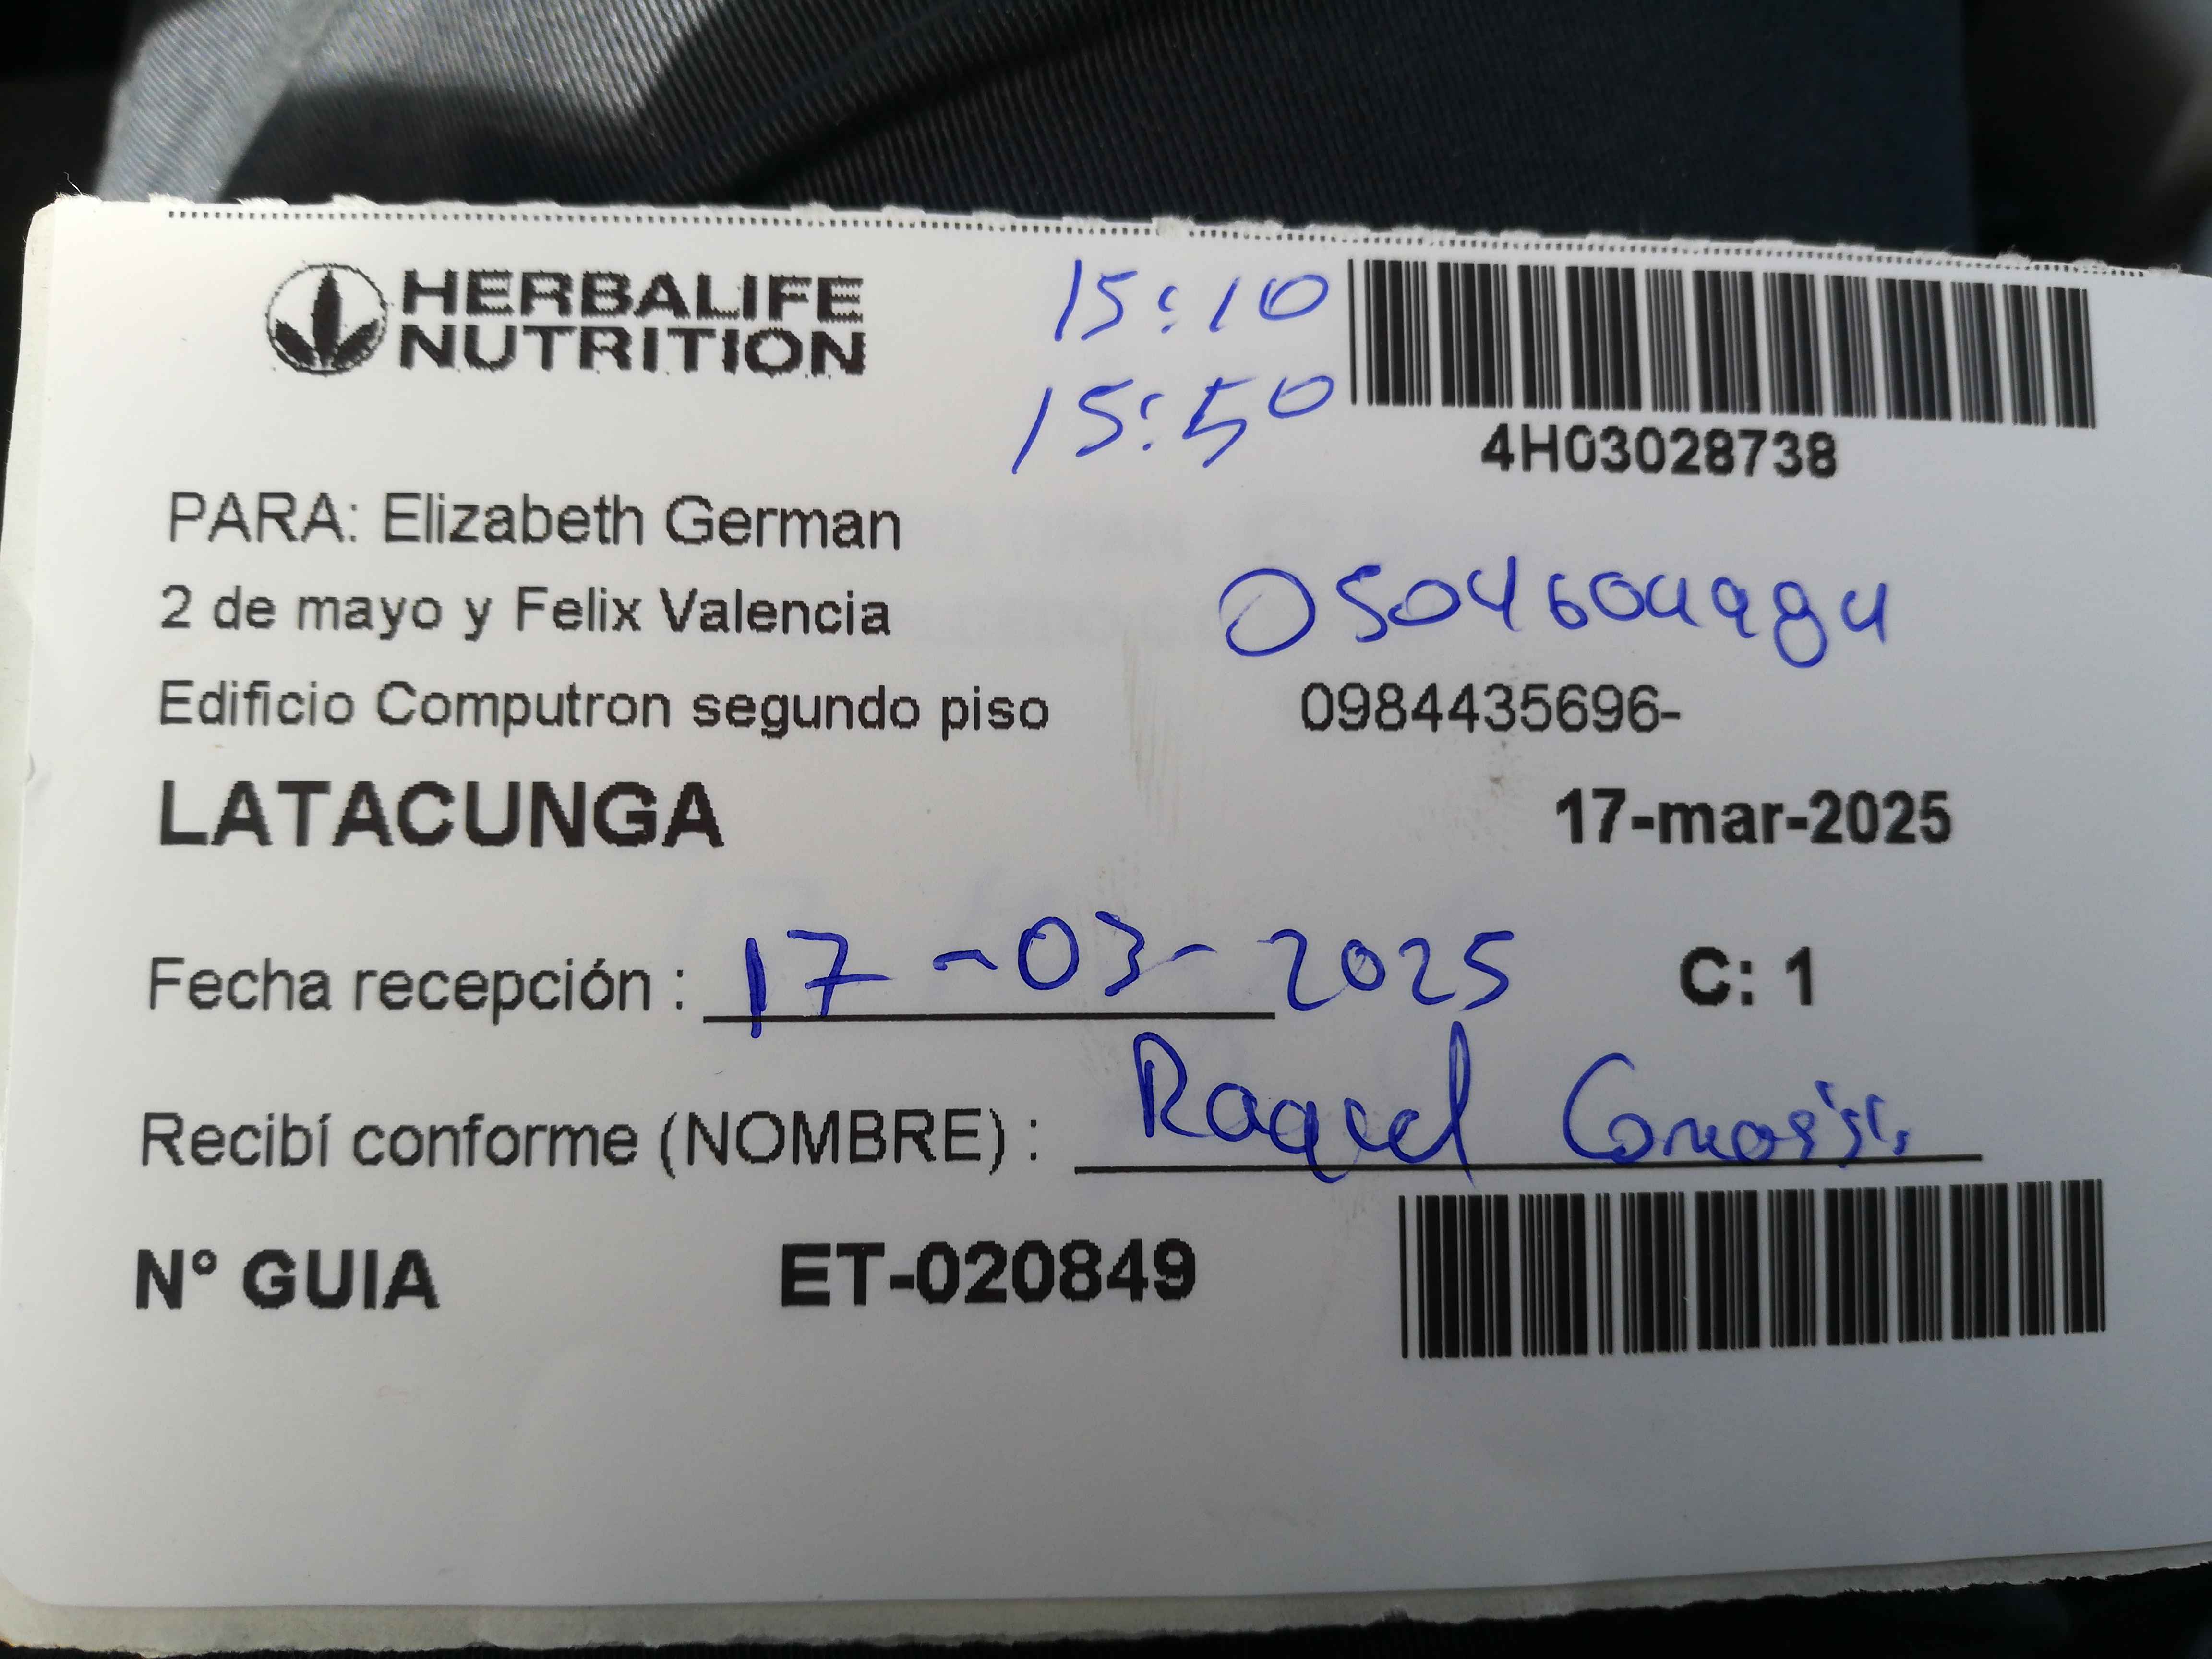 HERBALIFE
NUTRITION
15:10
15:50
4H03028738
PARA: Elizabeth German
2 de mayo y Felix Valencia
0504604984
Edificio Computron segundo piso 0984435696-
LATACUNGA 17-mar-2025
Fecha recepción : 17-03-2025 C: 1
Recibí conforme (NOMBRE) : Raquel
N° GUIA ET-020849